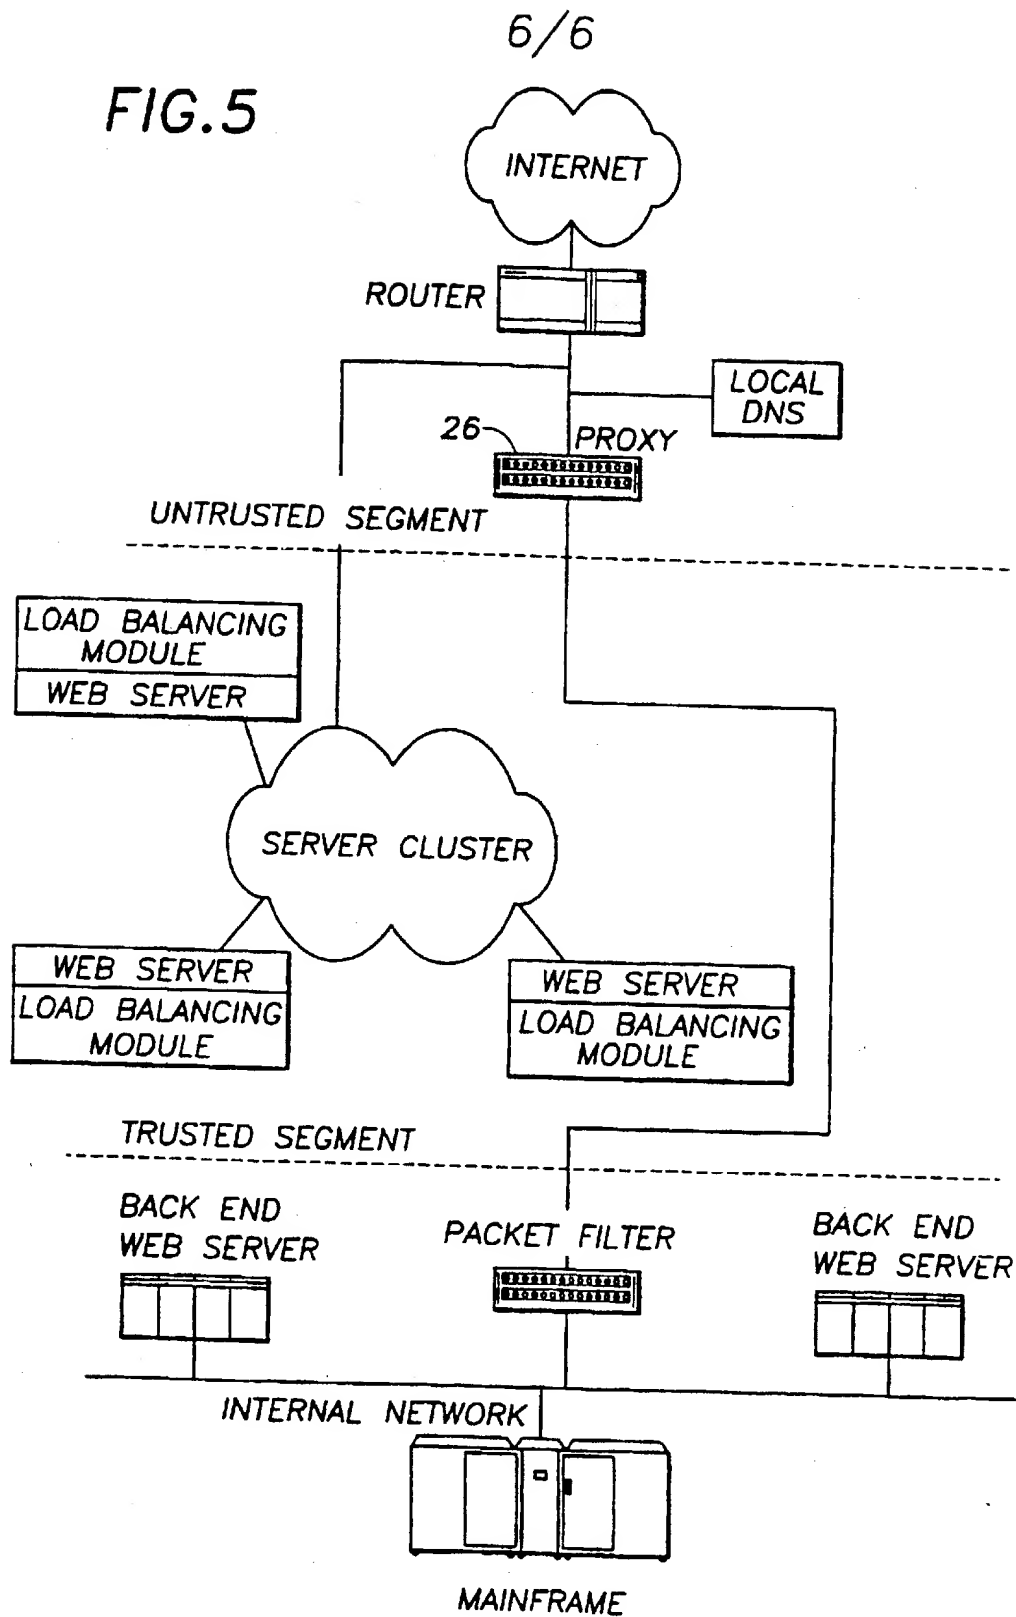 6/6
FIG.5
INTERNET
ROUTER
LOCAL
DNS
26
PROXY
UNTRUSTED SEGMENT
LOAD BALANCING
MODULE
WEB SERVER
SERVER CLUSTER
WEB SERVER
LOAD BALANCING
MODULE
WEB SERVER
LOAD BALANCING
MODULE
TRUSTED SEGMENT
BACK END
WEB SERVER
PACKET FILTER
BACK END
WEB SERVER
INTERNAL NETWORK
MAINFRAME